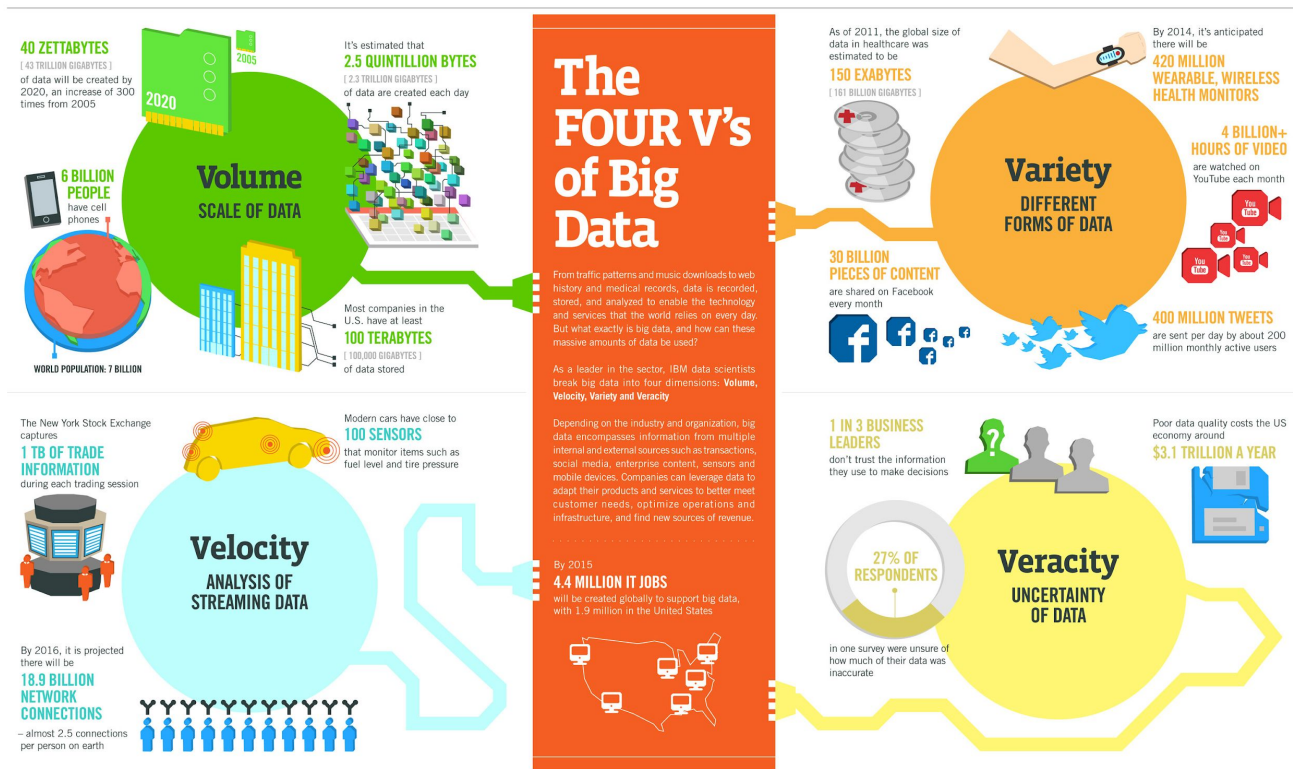 40 ZETTABYTES
[ 43 TRILLION GIGABYTES ]
of data will be created by
2020, an increase of 300
times from 2005
2020
2005
It's estimated that
2.5 QUINTILLION BYTES
[ 2.3 TRILLION GIGABYTES ]
of data are created each day
6 BILLION
PEOPLE
have cell
phones
WORLD POPULATION: 7 BILLION
Volume
SCALE OF DATA
Most companies in the
U.S. have at least
100 TERABYTES
[ 100,000 GIGABYTES ]
of data stored
The New York Stock Exchange
captures
1 TB OF TRADE
INFORMATION
during each trading session
Modern cars have close to
100 SENSORS
that monitor items such as
fuel level and tire pressure
Velocity
ANALYSIS OF
STREAMING DATA
By 2016, it is projected
there will be
18.9 BILLION
NETWORK
CONNECTIONS
– almost 2.5 connections
per person on earth
The
FOUR V's
of Big
Data
From traffic patterns and music downloads to web
history and medical records, data is recorded,
stored, and analyzed to enable the technology
and services that the world relies on every day.
But what exactly is big data, and how can these
massive amounts of data be used?
As a leader in the sector, IBM data scientists
break big data into four dimensions: Volume,
Velocity, Variety and Veracity
Depending on the industry and organization, big
data encompasses information from multiple
internal and external sources such as transactions,
social media, enterprise content, sensors and
mobile devices. Companies can leverage data to
adapt their products and services to better meet
customer needs, optimize operations and
infrastructure, and find new sources of revenue.
By 2015
4.4 MILLION IT JOBS
will be created globally to support big data,
with 1.9 million in the United States
As of 2011, the global size of
data in healthcare was
estimated to be
150 EXABYTES
[ 161 BILLION GIGABYTES ]
By 2014, it's anticipated
there will be
420 MILLION
WEARABLE, WIRELESS
HEALTH MONITORS
Variety
DIFFERENT
FORMS OF DATA
4 BILLION+
HOURS OF VIDEO
are watched on
YouTube each month
You
Tube
You
Tube
You
Tube
You
Tube
30 BILLION
PIECES OF CONTENT
are shared on Facebook
every month
f
f
f
f
f
f
400 MILLION TWEETS
are sent per day by about 200
million monthly active users
1 IN 3 BUSINESS
LEADERS
don't trust the information
they use to make decisions
?
Poor data quality costs the US
economy around
$3.1 TRILLION A YEAR
27% OF
RESPONDENTS
in one survey were unsure of
how much of their data was
inaccurate
Veracity
UNCERTAINTY
OF DATA